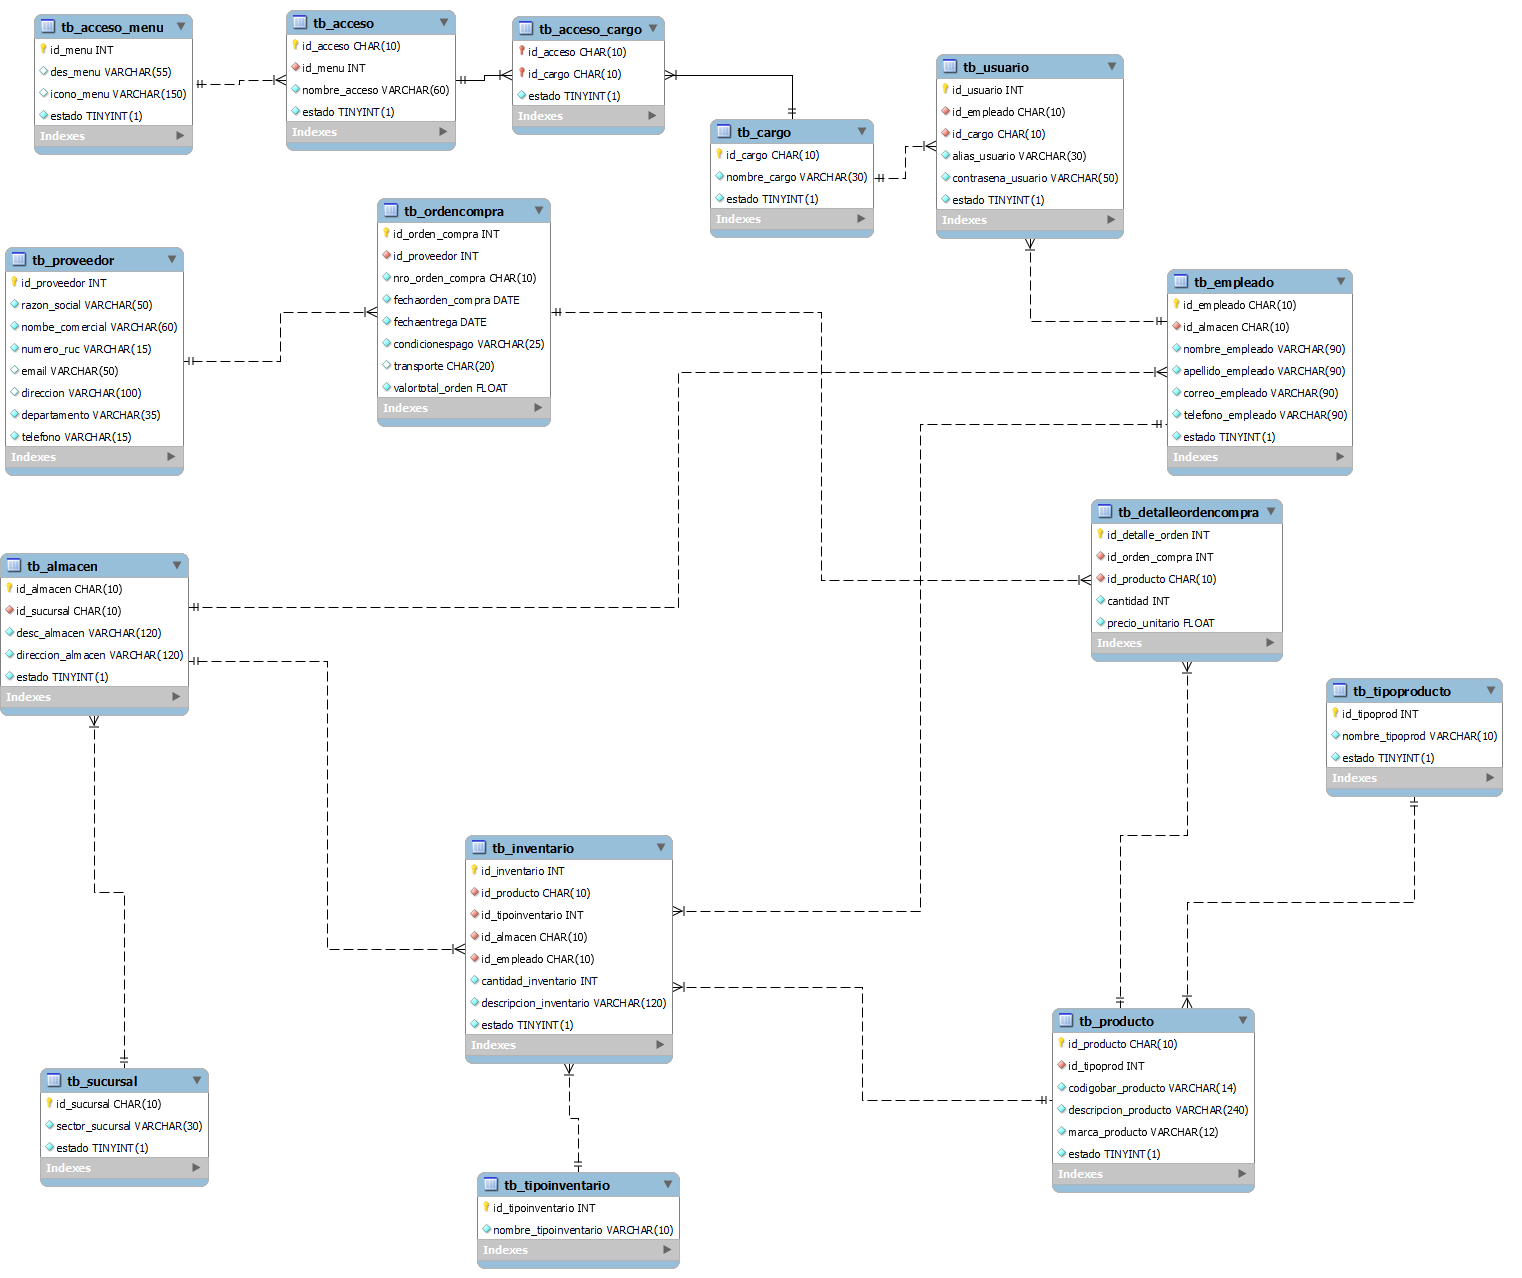 tb_acceso_menu
id_menu INT
des_menu VARCHAR(55)
icono_menu VARCHAR(150)
estado TINYINT(1)
Indexes
tb_acceso
id_acceso CHAR(10)
id_menu INT
nombre_acceso VARCHAR(60)
estado TINYINT(1)
Indexes
tb_acceso_cargo
id_acceso CHAR(10)
id_cargo CHAR(10)
estado TINYINT(1)
Indexes
tb_cargo
id_cargo CHAR(10)
nombre_cargo VARCHAR(30)
estado TINYINT(1)
Indexes
tb_usuario
id_usuario INT
id_empleado CHAR(10)
id_cargo CHAR(10)
alias_usuario VARCHAR(30)
contrasena_usuario VARCHAR(50)
estado TINYINT(1)
Indexes
tb_proveedor
id_proveedor INT
razon_social VARCHAR(50)
nombe_comercial VARCHAR(60)
numero_ruc VARCHAR(15)
email VARCHAR(50)
direccion VARCHAR(100)
departamento VARCHAR(35)
telefono VARCHAR(15)
Indexes
tb_ordencompra
id_orden_compra INT
id_proveedor INT
nro_orden_compra CHAR(10)
fechaorden_compra DATE
fechaentrega DATE
condicionespago VARCHAR(25)
transporte CHAR(20)
valortotal_orden FLOAT
Indexes
tb_empleado
id_empleado CHAR(10)
id_almacen CHAR(10)
nombre_empleado VARCHAR(90)
apellido_empleado VARCHAR(90)
correo_empleado VARCHAR(90)
telefono_empleado VARCHAR(90)
estado TINYINT(1)
Indexes
tb_detalleordencompra
id_detalle_orden INT
id_orden_compra INT
id_producto CHAR(10)
cantidad INT
precio_unitario FLOAT
Indexes
tb_almacen
id_almacen CHAR(10)
id_sucursal CHAR(10)
desc_almacen VARCHAR(120)
direccion_almacen VARCHAR(120)
estado TINYINT(1)
Indexes
tb_tipoproducto
id_tipoprod INT
nombre_tipoprod VARCHAR(10)
estado TINYINT(1)
Indexes
tb_inventario
id_inventario INT
id_producto CHAR(10)
id_tipoinventario INT
id_almacen CHAR(10)
id_empleado CHAR(10)
cantidad_inventario INT
descripcion_inventario VARCHAR(120)
estado TINYINT(1)
Indexes
tb_producto
id_producto CHAR(10)
id_tipoprod INT
codigobar_producto VARCHAR(14)
descripcion_producto VARCHAR(240)
marca_producto VARCHAR(12)
estado TINYINT(1)
Indexes
tb_sucursal
id_sucursal CHAR(10)
sector_sucursal VARCHAR(30)
estado TINYINT(1)
Indexes
tb_tipoinventario
id_tipoinventario INT
nombre_tipoinventario VARCHAR(10)
Indexes